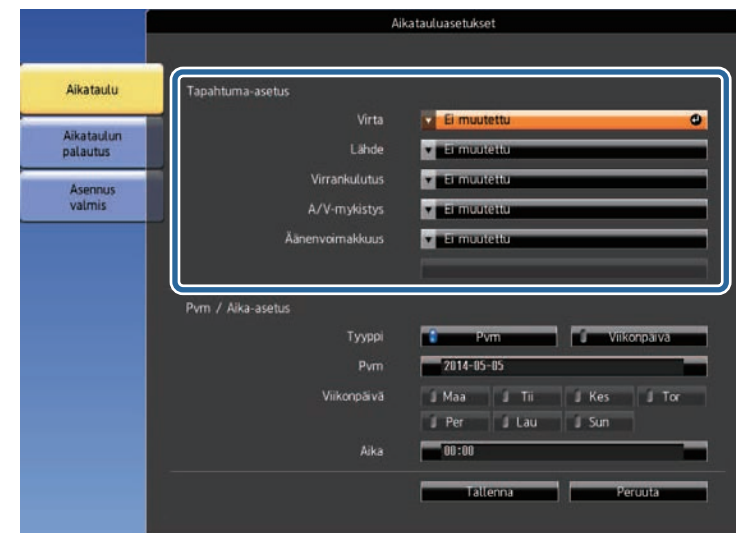 Aikatauluasetukset
Aikataulu
Aikataulun
palautus
Asennus
valmis
Tapahtuma-asetus
Virta Ei muutettu
Lähde Ei muutettu
Virrankulutus Ei muutettu
A/V-mykistys Ei muutettu
Äänenvoimakkuus Ei muutettu
Pvm / Aika-asetus
Tyyppi Pvm Viikonpäivä
Pvm 2014-05-05
Viikonpäivä Maa Tii Kes Tor
Per Lau Sun
Aika 00:00
Tallenna Peruuta